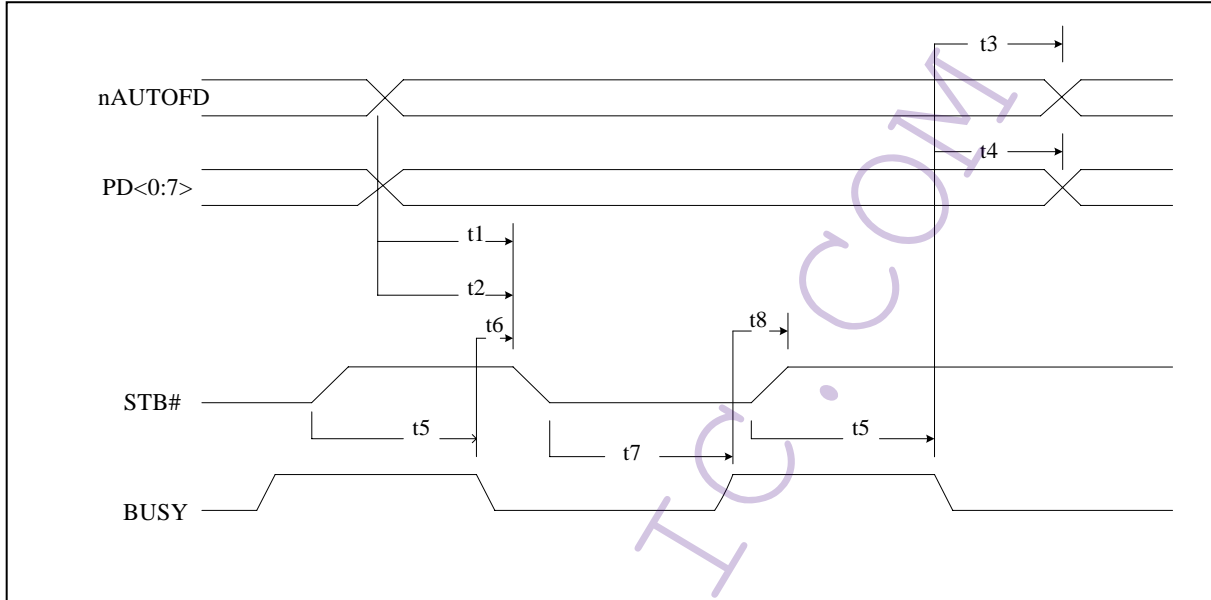 t3
nAUTOFD
t4
PD<0:7>
t1
t2
t6
t8
STB#
t5
t5
t7
BUSY
IC.COM